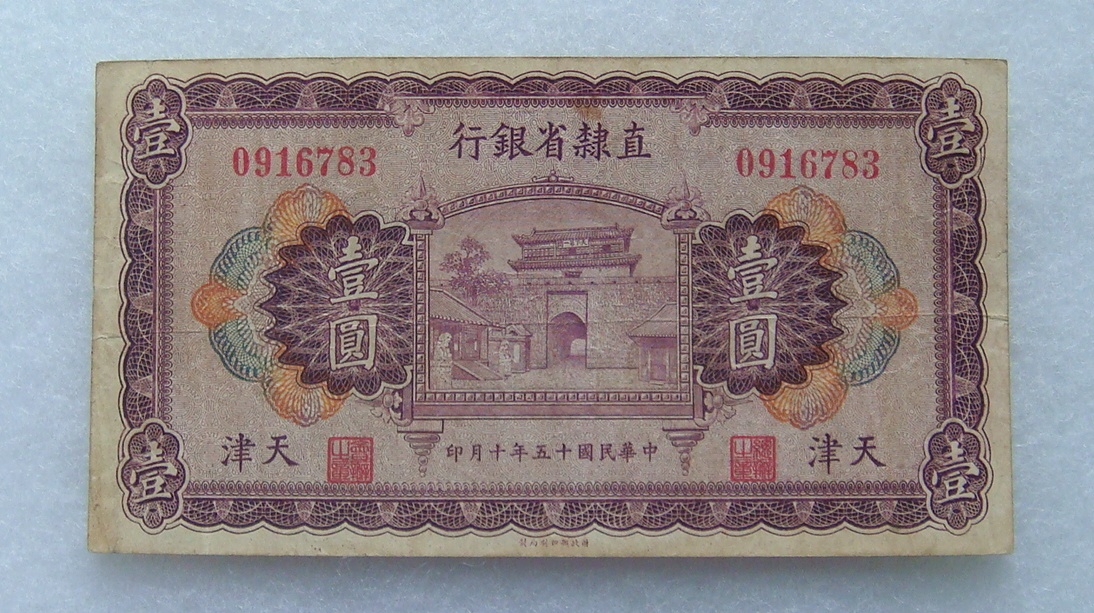 直隸省銀行
0916783
0916783
壹
壹
壹圓
壹圓
天津
天津
中華民國十五年十月印
壹
壹